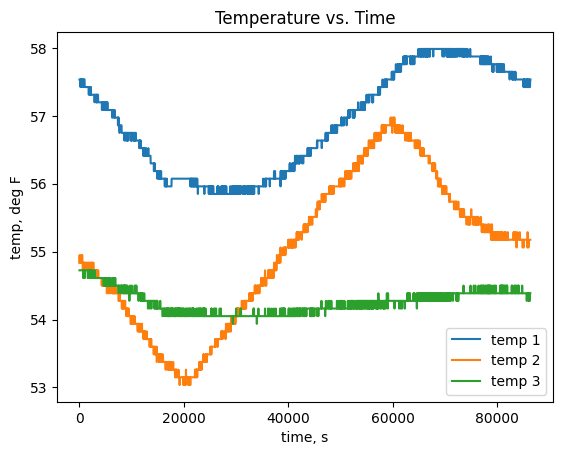 Temperature vs. Time
temp, deg F
58
57
56
55
54
53
0
20000
40000
60000
80000
time, s
temp 1
temp 2
temp 3